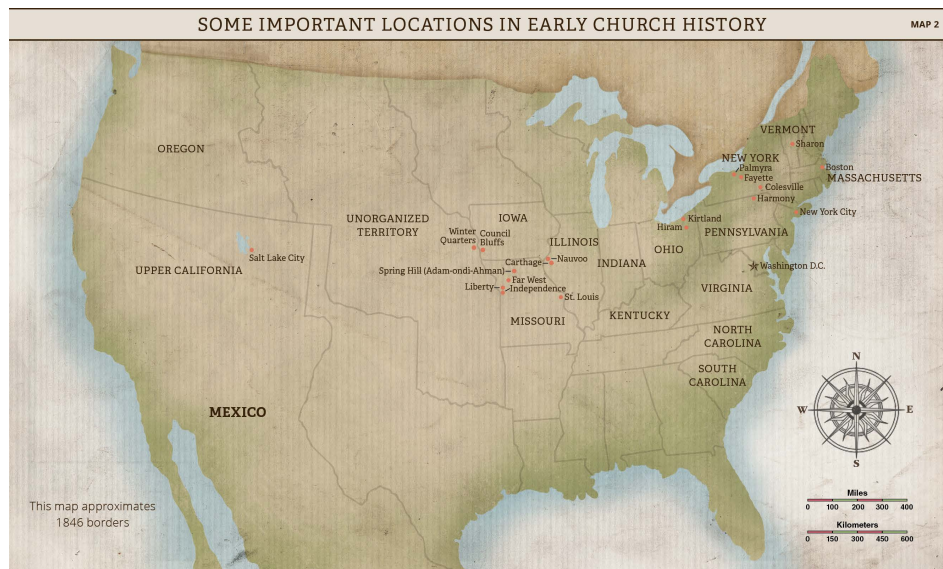 SOME IMPORTANT LOCATIONS IN EARLY CHURCH HISTORY
MAP 2
VERMONT
Sharon
OREGON
NEW YORK
Palmyra
Boston
Fayette
MASSACHUSETTS
Colesville
Harmony
New York City
UNORGANIZED
TERRITORY
IOWA
Kirtland
Hiram
PENNSYLVANIA
Winter
Quarters
Council
Bluffs
ILLINOIS
OHIO
Salt Lake City
Carthage
Nauvoo
INDIANA
UPPER CALIFORNIA
Spring Hill (Adam-ondi-Ahman)
Washington D.C.
Far West
Liberty
Independence
VIRGINIA
St. Louis
MISSOURI
KENTUCKY
NORTH
CAROLINA
SOUTH
CAROLINA
MEXICO
N
W
E
S
This map approximates
1846 borders
Miles
0 100 200 300 400
Kilometers
0 150 300 450 600